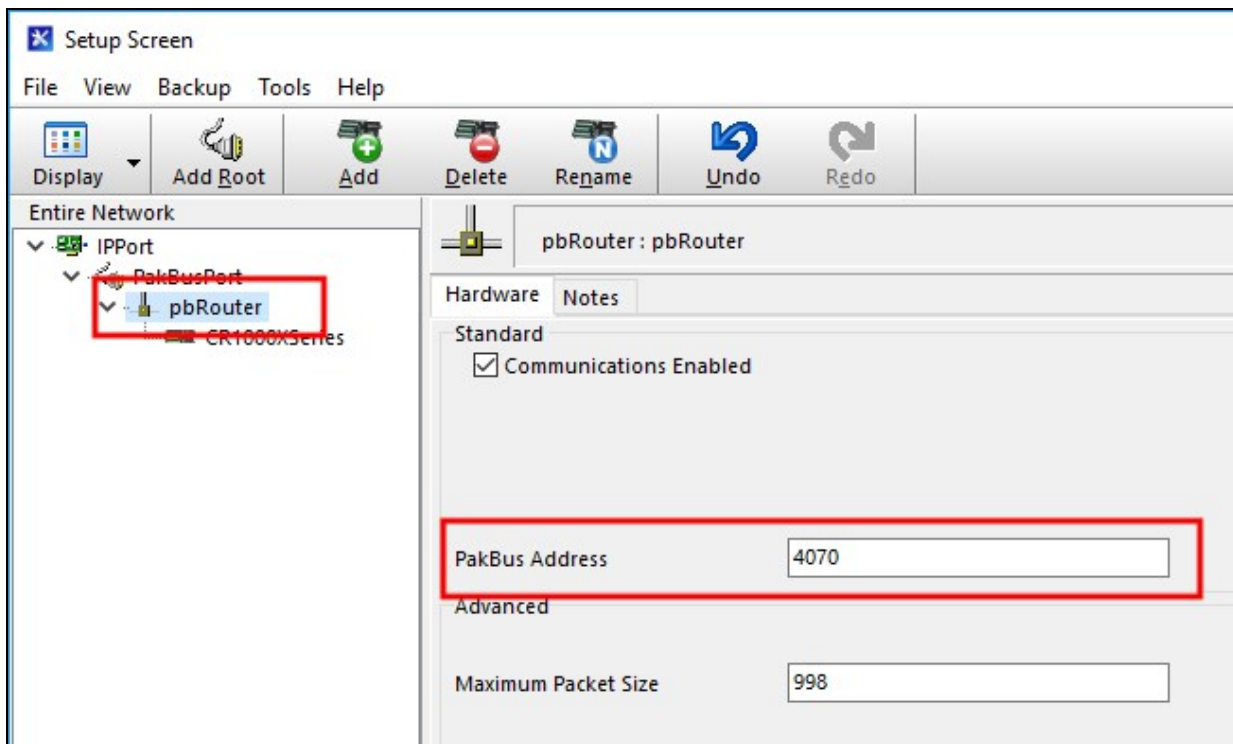 Setup Screen
File View Backup Tools Help
Display Add Root Add Delete Rename Undo Redo
Entire Network
IPPort
PakBusPort
pbRouter
CR1000XSeries
pbRouter : pbRouter
Hardware Notes
Standard
Communications Enabled
PakBus Address 4070
Advanced
Maximum Packet Size 998